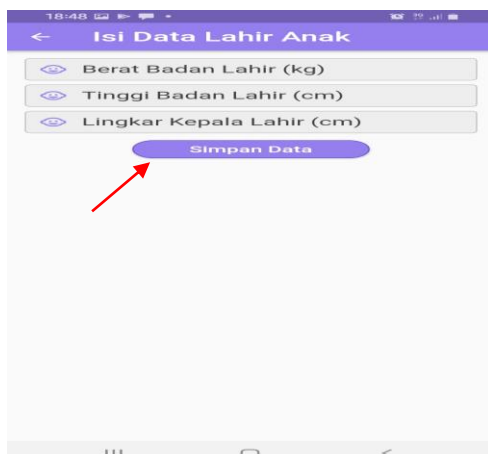 18:48
Isi Data Lahir Anak
Berat Badan Lahir (kg)
Tinggi Badan Lahir (cm)
Lingkar Kepala Lahir (cm)
Simpan Data